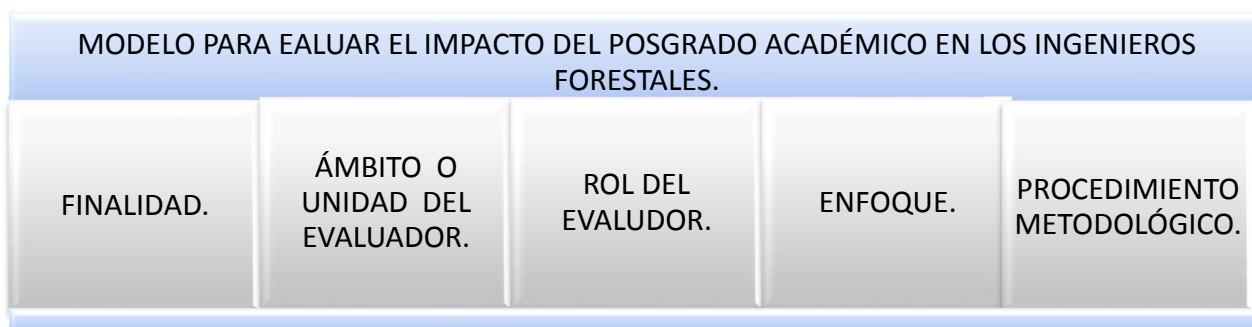 MODELO PARA EALUAR EL IMPACTO DEL POSGRADO ACADÉMICO EN LOS INGENIEROS
FORESTALES.
FINALIDAD.
ÁMBITO O
UNIDAD DEL
EVALUADOR.
ROL DEL
EVALUDOR.
ENFOQUE.
PROCEDIMIENTO
METODOLÓGICO.